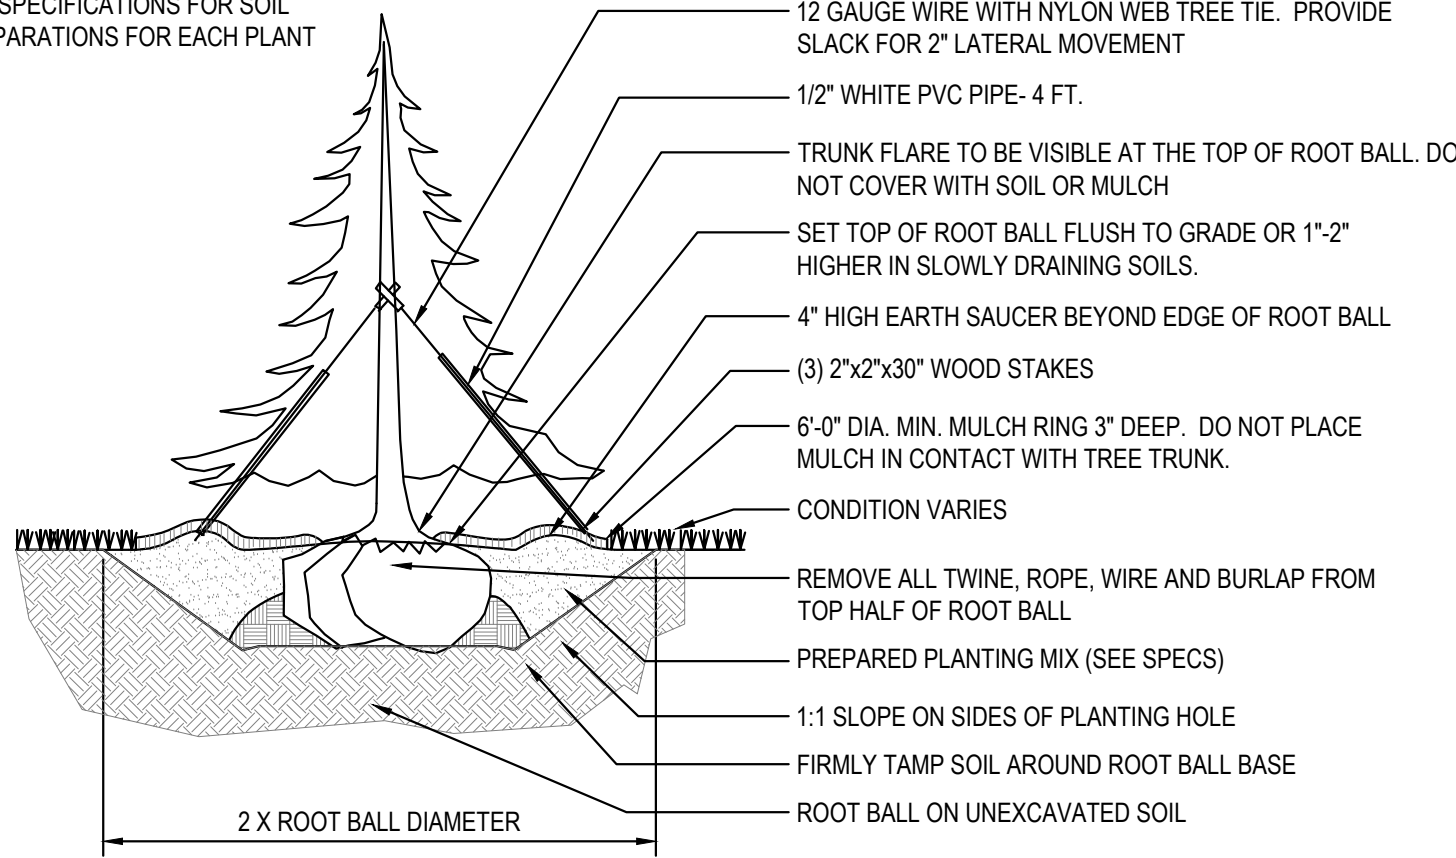 SPECIFICATIONS FOR SOIL
PARATIONS FOR EACH PLANT
12 GAUGE WIRE WITH NYLON WEB TREE TIE. PROVIDE
SLACK FOR 2" LATERAL MOVEMENT
1/2" WHITE PVC PIPE- 4 FT.
TRUNK FLARE TO BE VISIBLE AT THE TOP OF ROOT BALL. DO
NOT COVER WITH SOIL OR MULCH
SET TOP OF ROOT BALL FLUSH TO GRADE OR 1"-2"
HIGHER IN SLOWLY DRAINING SOILS.
4" HIGH EARTH SAUCER BEYOND EDGE OF ROOT BALL
(3) 2"x2"x30" WOOD STAKES
6'-0" DIA. MIN. MULCH RING 3" DEEP. DO NOT PLACE
MULCH IN CONTACT WITH TREE TRUNK.
CONDITION VARIES
REMOVE ALL TWINE, ROPE, WIRE AND BURLAP FROM
TOP HALF OF ROOT BALL
PREPARED PLANTING MIX (SEE SPECS)
1:1 SLOPE ON SIDES OF PLANTING HOLE
FIRMLY TAMP SOIL AROUND ROOT BALL BASE
ROOT BALL ON UNEXCAVATED SOIL
2 X ROOT BALL DIAMETER